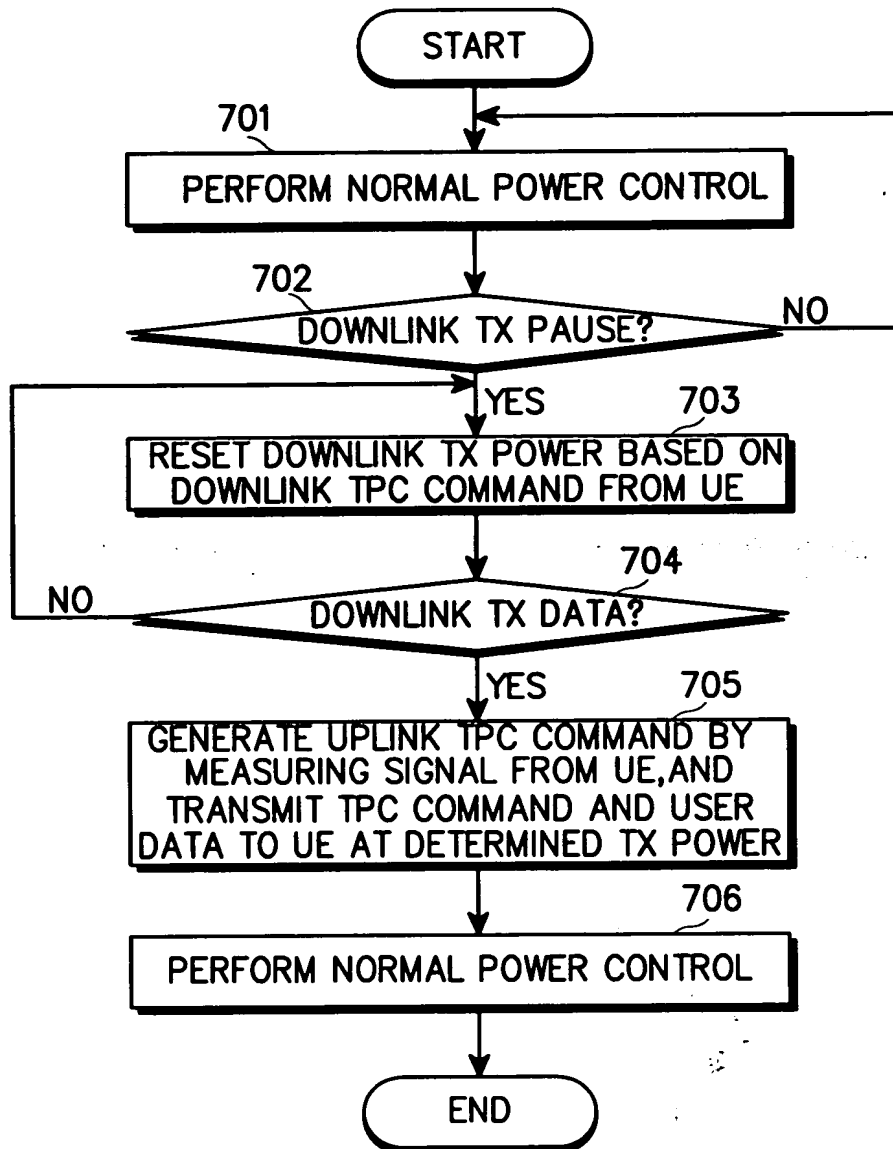 START
701
PERFORM NORMAL POWER CONTROL
702
DOWNLINK TX PAUSE?
NO
YES
703
RESET DOWNLINK TX POWER BASED ON
DOWNLINK TPC COMMAND FROM UE
704
NO
DOWNLINK TX DATA?
YES
705
GENERATE UPLINK TPC COMMAND BY
MEASURING SIGNAL FROM UE,AND
TRANSMIT TPC COMMAND AND USER
DATA TO UE AT DETERMINED TX POWER
706
PERFORM NORMAL POWER CONTROL
END